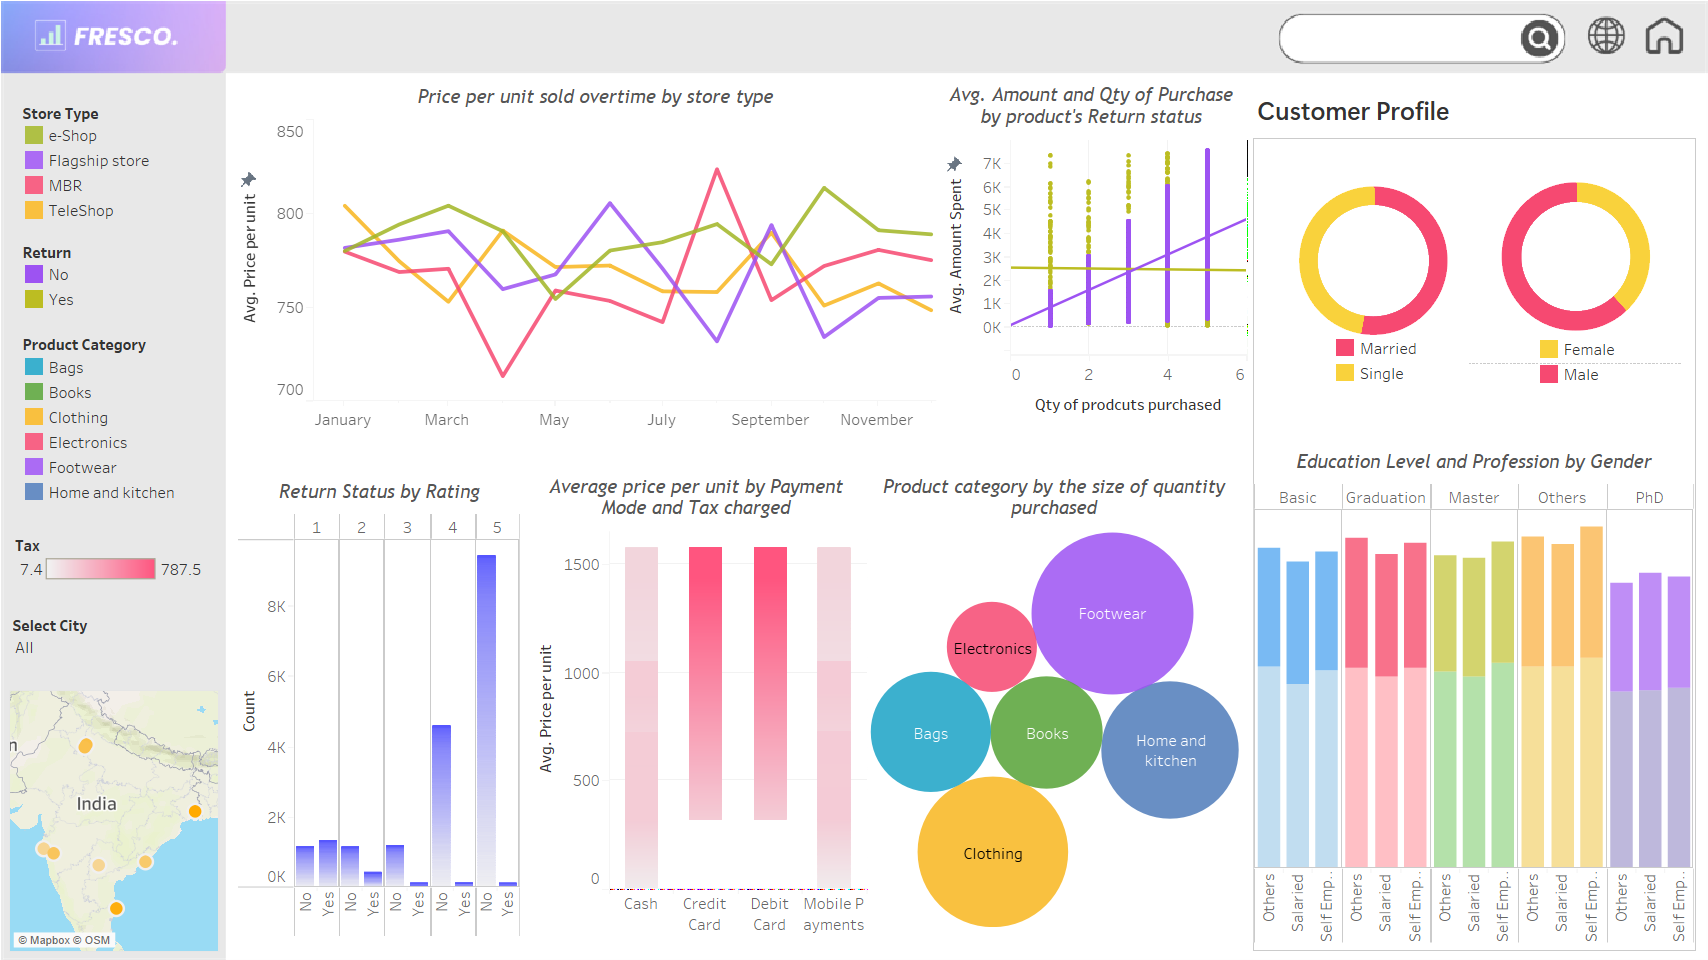 FRESCO.
Store Type
e-Shop
Flagship store
MBR
TeleShop
Return
No
Yes
Product Category
Bags
Books
Clothing
Electronics
Footwear
Home and kitchen
Tax
7.4
787.5
Select City
All
n
India
© Mapbox © OSM
Price per unit sold overtime by store type
Avg. Price per unit
850
800
750
700
January
March
May
July
September
November
Avg. Amount and Qty of Purchase
by product's Return status
Avg. Amount Spent
7K
6K
5K
4K
3K
2K
1K
0K
0
2
4
6
Qty of prodcuts purchased
Customer Profile
Married
Single
Female
Male
Return Status by Rating
1
2
3
4
5
Count
8K
6K
4K
2K
0K
No
Yes
No
Yes
No
Yes
No
Yes
No
Yes
Average price per unit by Payment
Mode and Tax charged
Avg. Price per unit
1500
1000
500
0
Cash
Credit
Card
Debit
Card
Mobile P
ayments
Product category by the size of quantity
purchased
Footwear
Electronics
Bags
Books
Home and
kitchen
Clothing
Education Level and Profession by Gender
Basic
Graduation
Master
Others
PhD
Others
Salaried
Self Emp..
Others
Salaried
Self Emp..
Others
Salaried
Self Emp..
Others
Salaried
Self Emp..
Others
Salaried
Self Emp..